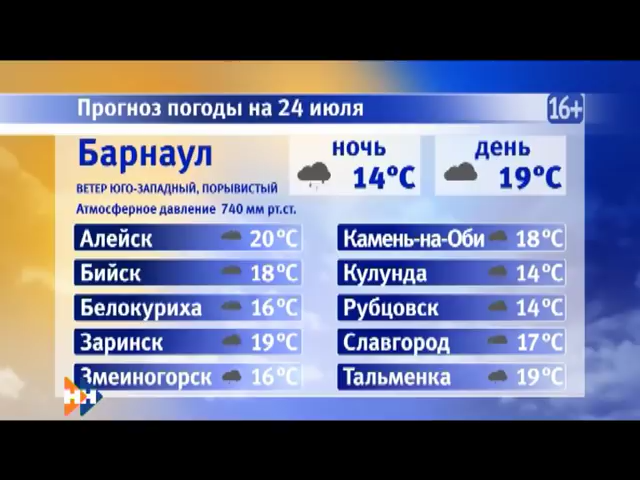 Прогноз погоды на 24 июля
16+
Барнаул
ВЕТЕР ЮГО-ЗАПАДНЫЙ, ПОРЫВИСТЫЙ
Атмосферное давление 740 мм рт.ст.
ночь
14°С
день
19°С
Алейск 20°С
Бийск 18°С
Белокуриха 16°С
Заринск 19°С
Змеиногорск 16°С
Камень-на-Оби 18°С
Кулунда 14°С
Рубцовск 14°С
Славгород 17°С
Тальменка 19°С
НН